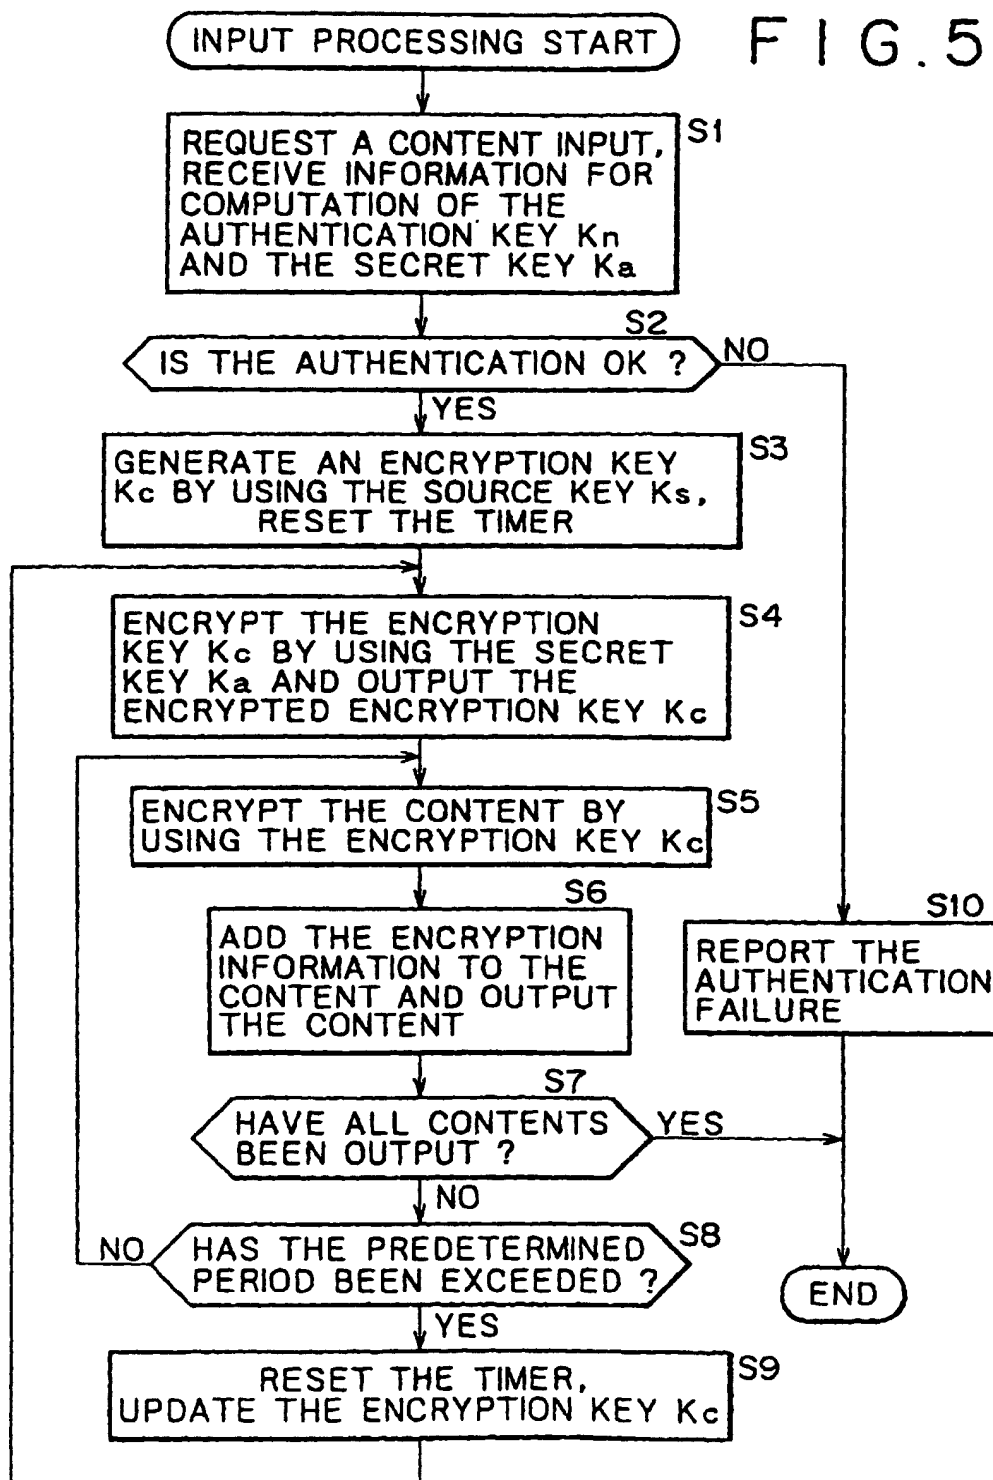 INPUT PROCESSING START
FIG.5
S1
REQUEST A CONTENT INPUT,
RECEIVE INFORMATION FOR
COMPUTATION OF THE
AUTHENTICATION KEY Kn
AND THE SECRET KEY Ka
S2
IS THE AUTHENTICATION OK ?
NO
YES
S3
GENERATE AN ENCRYPTION KEY
Kc BY USING THE SOURCE KEY Ks,
RESET THE TIMER
S4
ENCRYPT THE ENCRYPTION
KEY Kc BY USING THE SECRET
KEY Ka AND OUTPUT THE
ENCRYPTED ENCRYPTION KEY Kc
S5
ENCRYPT THE CONTENT BY
USING THE ENCRYPTION KEY Kc
S6
ADD THE ENCRYPTION
INFORMATION TO THE
CONTENT AND OUTPUT
THE CONTENT
S10
REPORT THE
AUTHENTICATION
FAILURE
S7
HAVE ALL CONTENTS
BEEN OUTPUT ?
YES
NO
S8
NO
HAS THE PREDETERMINED
PERIOD BEEN EXCEEDED ?
END
YES
S9
RESET THE TIMER,
UPDATE THE ENCRYPTION KEY Kc